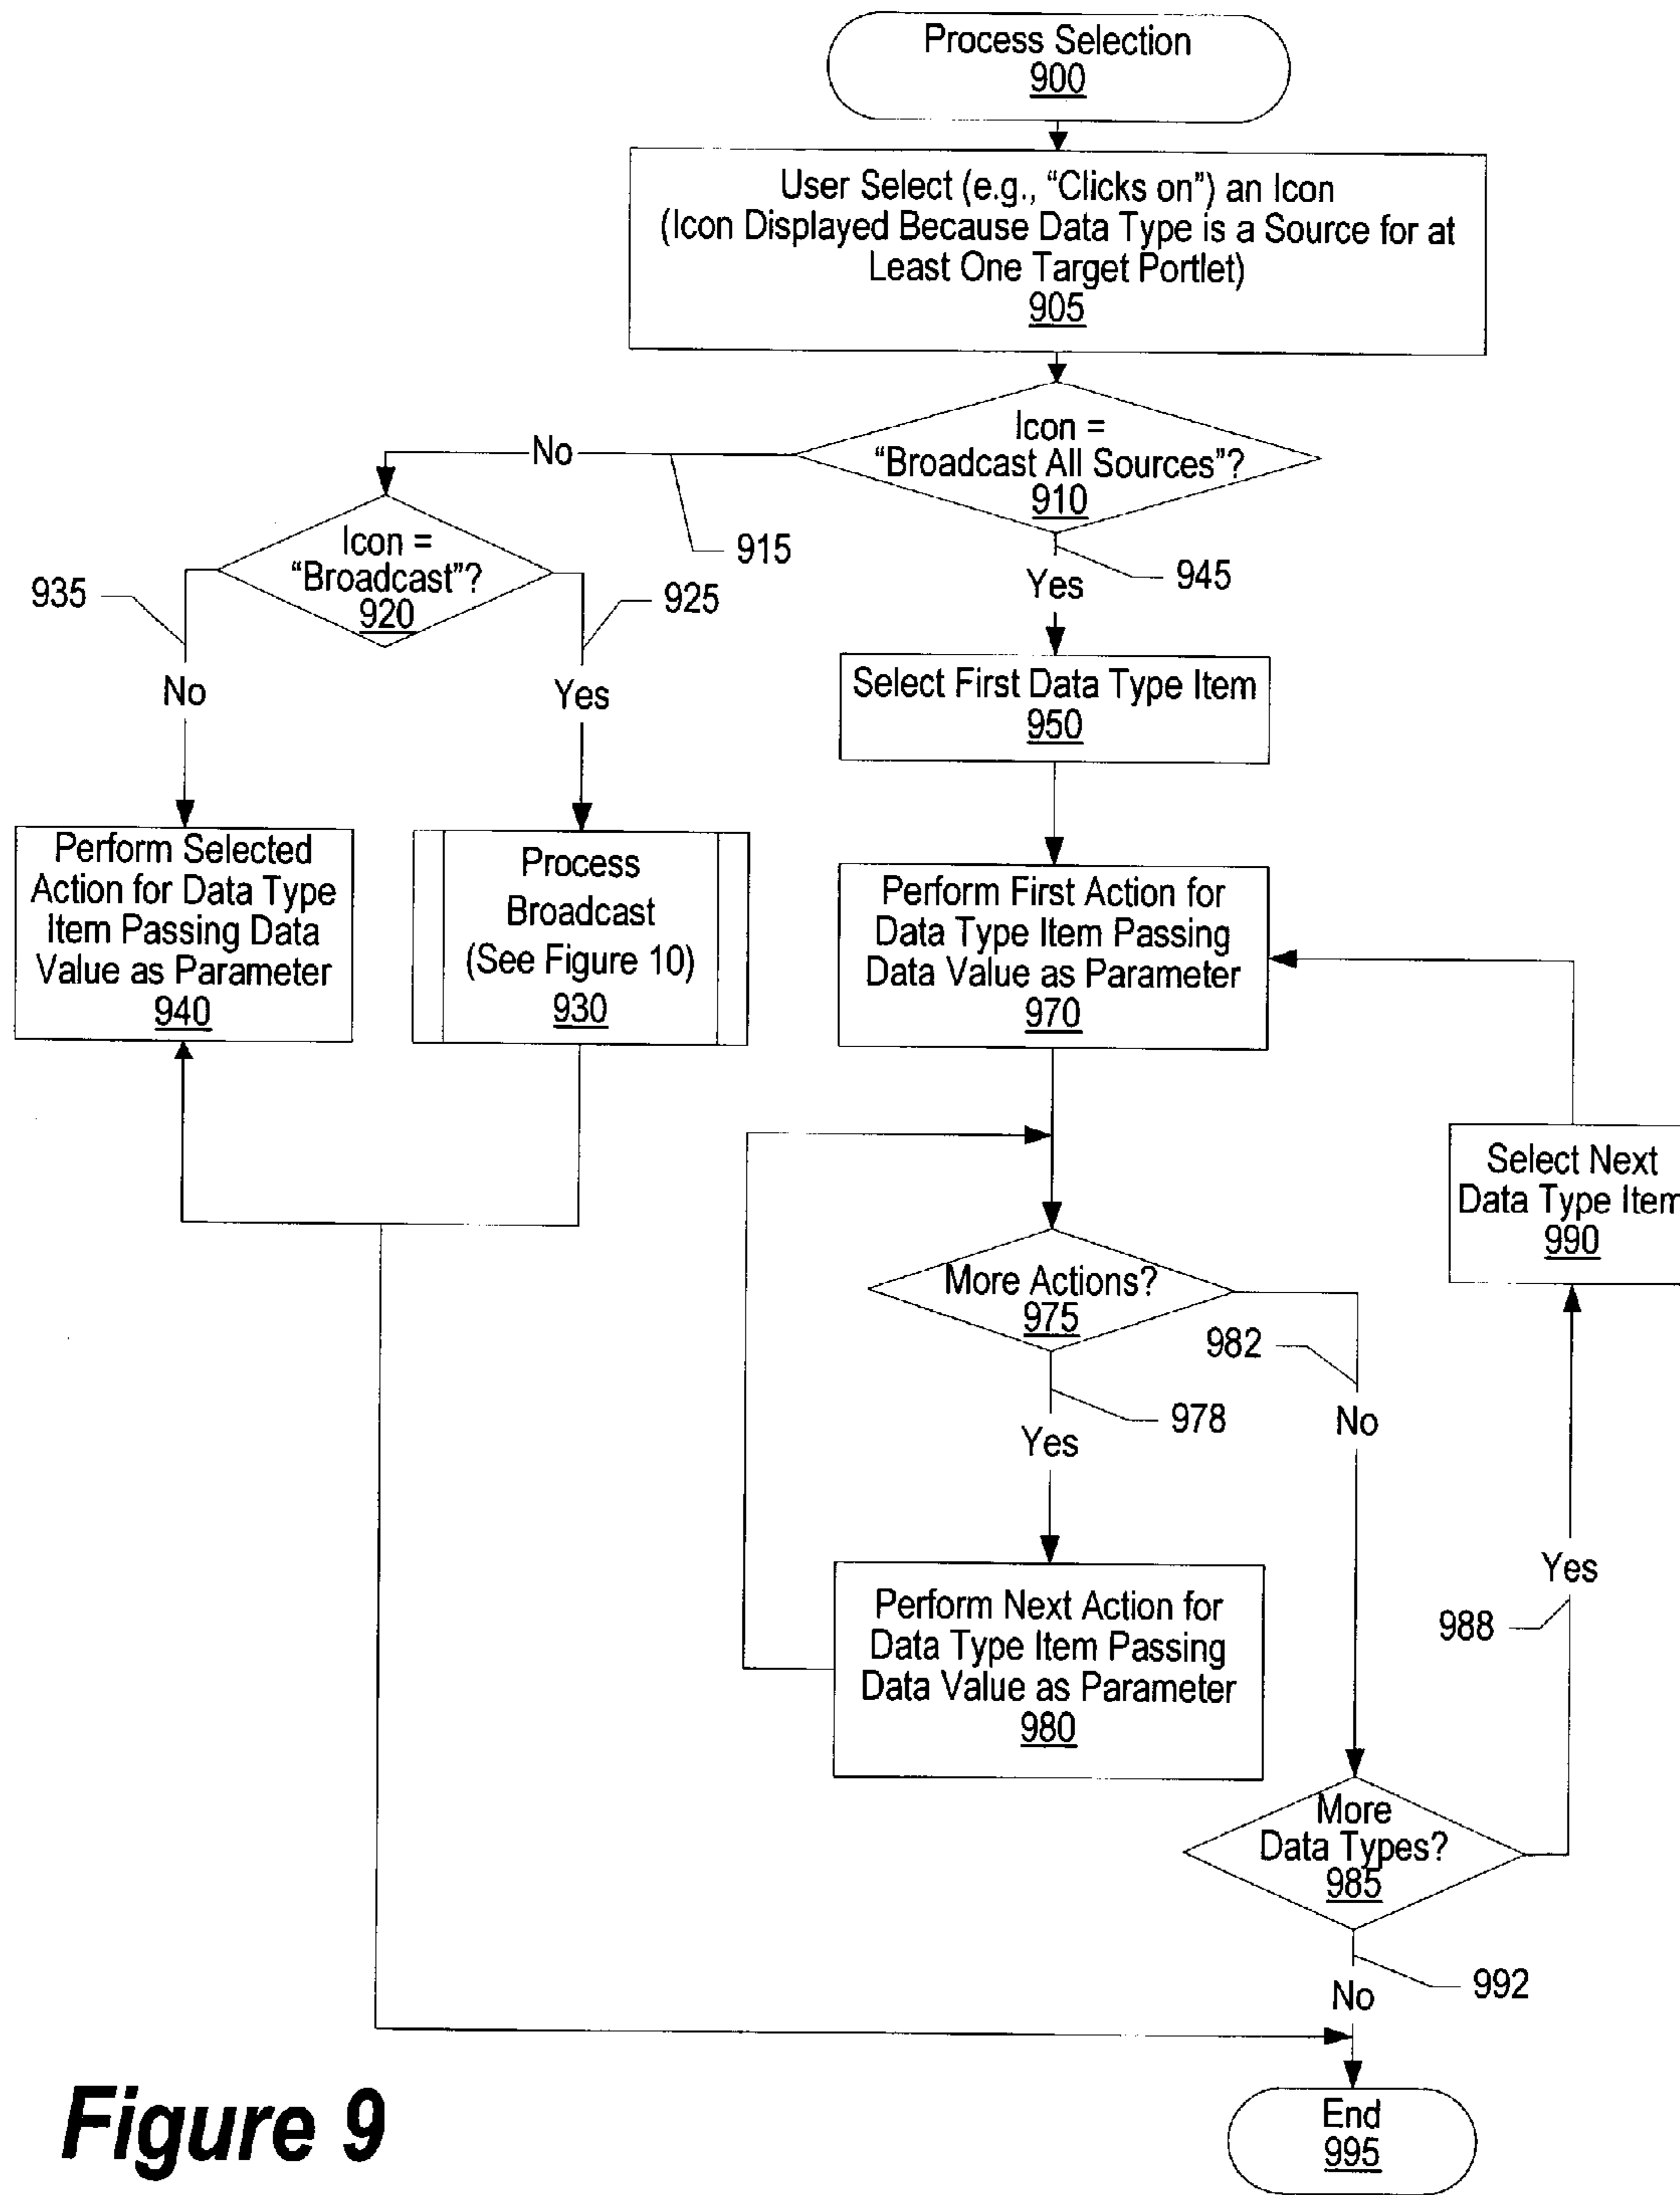 Process Selection
900
User Select (e.g., “Clicks on”) an Icon
(Icon Displayed Because Data Type is a Source for at
Least One Target Portlet)
905
Icon =
“Broadcast All Sources”?
910
No
915
945
Yes
Icon =
“Broadcast”?
920
935
925
No
Yes
Select First Data Type Item
950
Perform Selected
Action for Data Type
Item Passing Data
Value as Parameter
940
Process
Broadcast
(See Figure 10)
930
Perform First Action for
Data Type Item Passing
Data Value as Parameter
970
Select Next
Data Type Item
990
More Actions?
975
982
978
No
Yes
Perform Next Action for
Data Type Item Passing
Data Value as Parameter
980
Yes
988
More
Data Types?
985
992
No
End
995
Figure 9